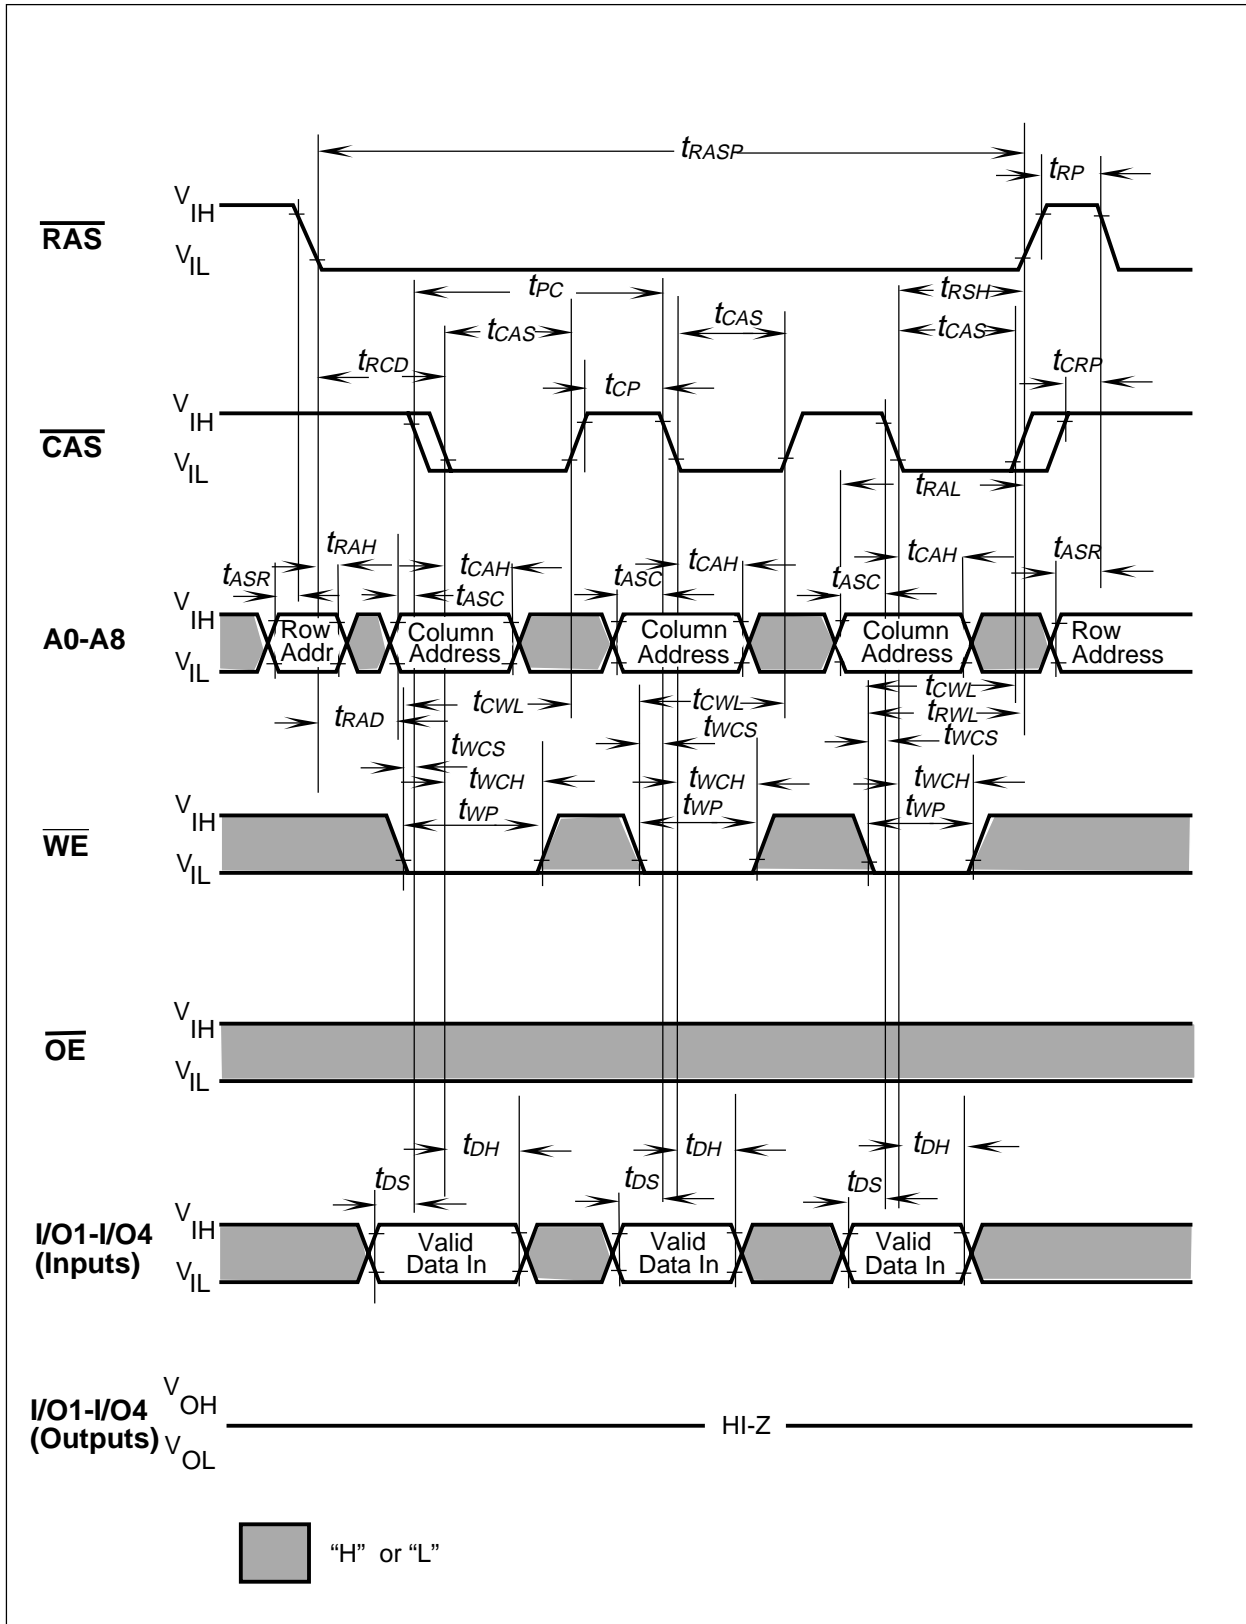 tRASP
tRP
VIH
RAS
VIL
tPC
tRSH
tCAS
tCAS
tCAS
tRCD
tCP
tCRP
VIH
CAS
VIL
tRAL
tRAH
tCAH
tCAH
tCAH
tASR
tASR
tASC
tASC
tASC
VIH
A0-A8
VIL
Row Addr
Column Address
Column Address
Column Address
Row Address
tCWL
tCWL
tCWL
tRAD
tRWL
tWCS
tWCS
tWCS
tWCH
tWCH
tWCH
tWP
tWP
tWP
VIH
WE
VIL
VIH
OE
VIL
tDH
tDH
tDH
tDS
tDS
tDS
VIH
I/O1-I/O4
(Inputs)
VIL
Valid Data In
Valid Data In
Valid Data In
VOH
I/O1-I/O4
(Outputs)
VOL
HI-Z
“H” or “L”